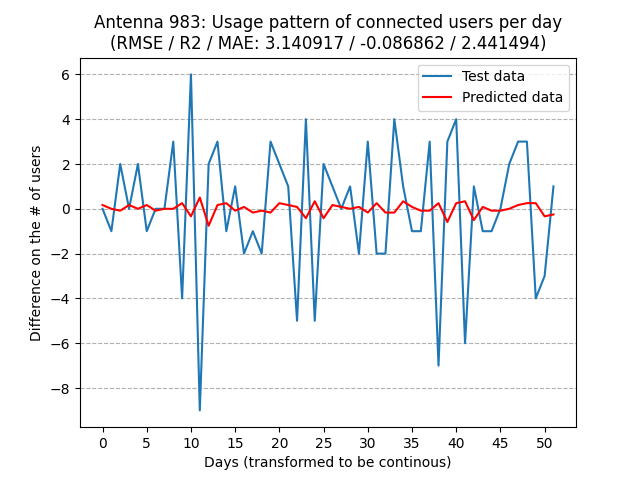 Antenna 983: Usage pattern of connected users per day
(RMSE / R2 / MAE: 3.140917 / -0.086862 / 2.441494)
Test data
Predicted data
Difference on the # of users
6
4
2
0
−2
−4
−6
−8
0 5 10 15 20 25 30 35 40 45 50
Days (transformed to be continous)